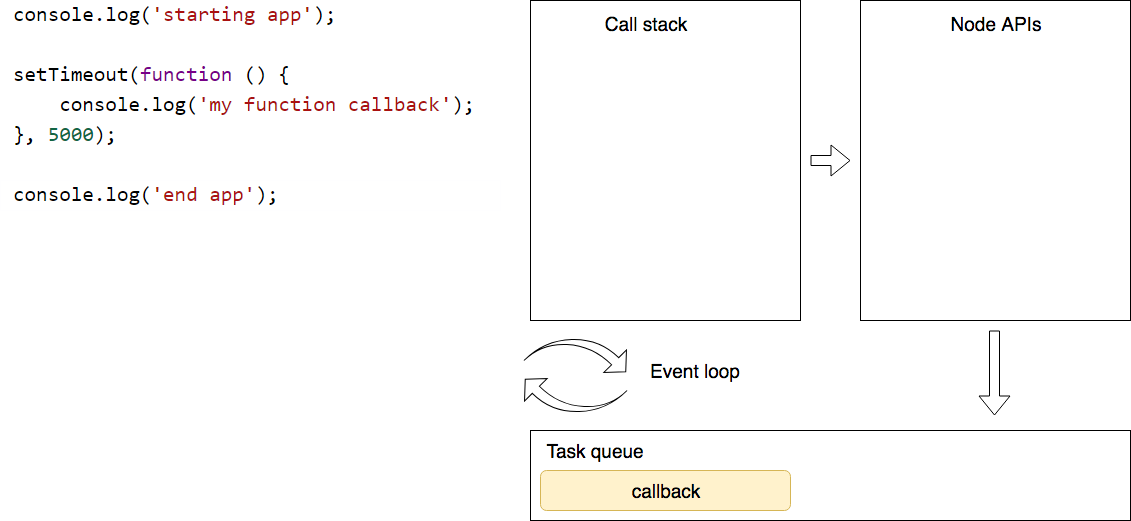 console.log('starting app');
setTimeout(function () {
    console.log('my function callback');
}, 5000);
console.log('end app');
Call stack
Node APIs
Event loop
Task queue
callback